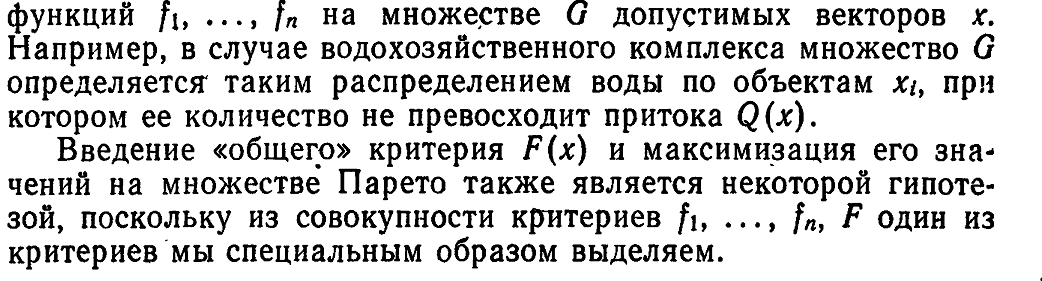 функций f₁, ..., fₙ на множестве G допустимых векторов x.
Например, в случае водохозяйственного комплекса множество G
определяется таким распределением воды по объектам xᵢ, при
котором ее количество не превосходит притока Q(x).
Введение «общего» критерия F(x) и максимизация его зна-
чений на множестве Парето также является некоторой гипоте-
зой, поскольку из совокупности критериев f₁, ..., fₙ, F один из
критериев мы специальным образом выделяем.